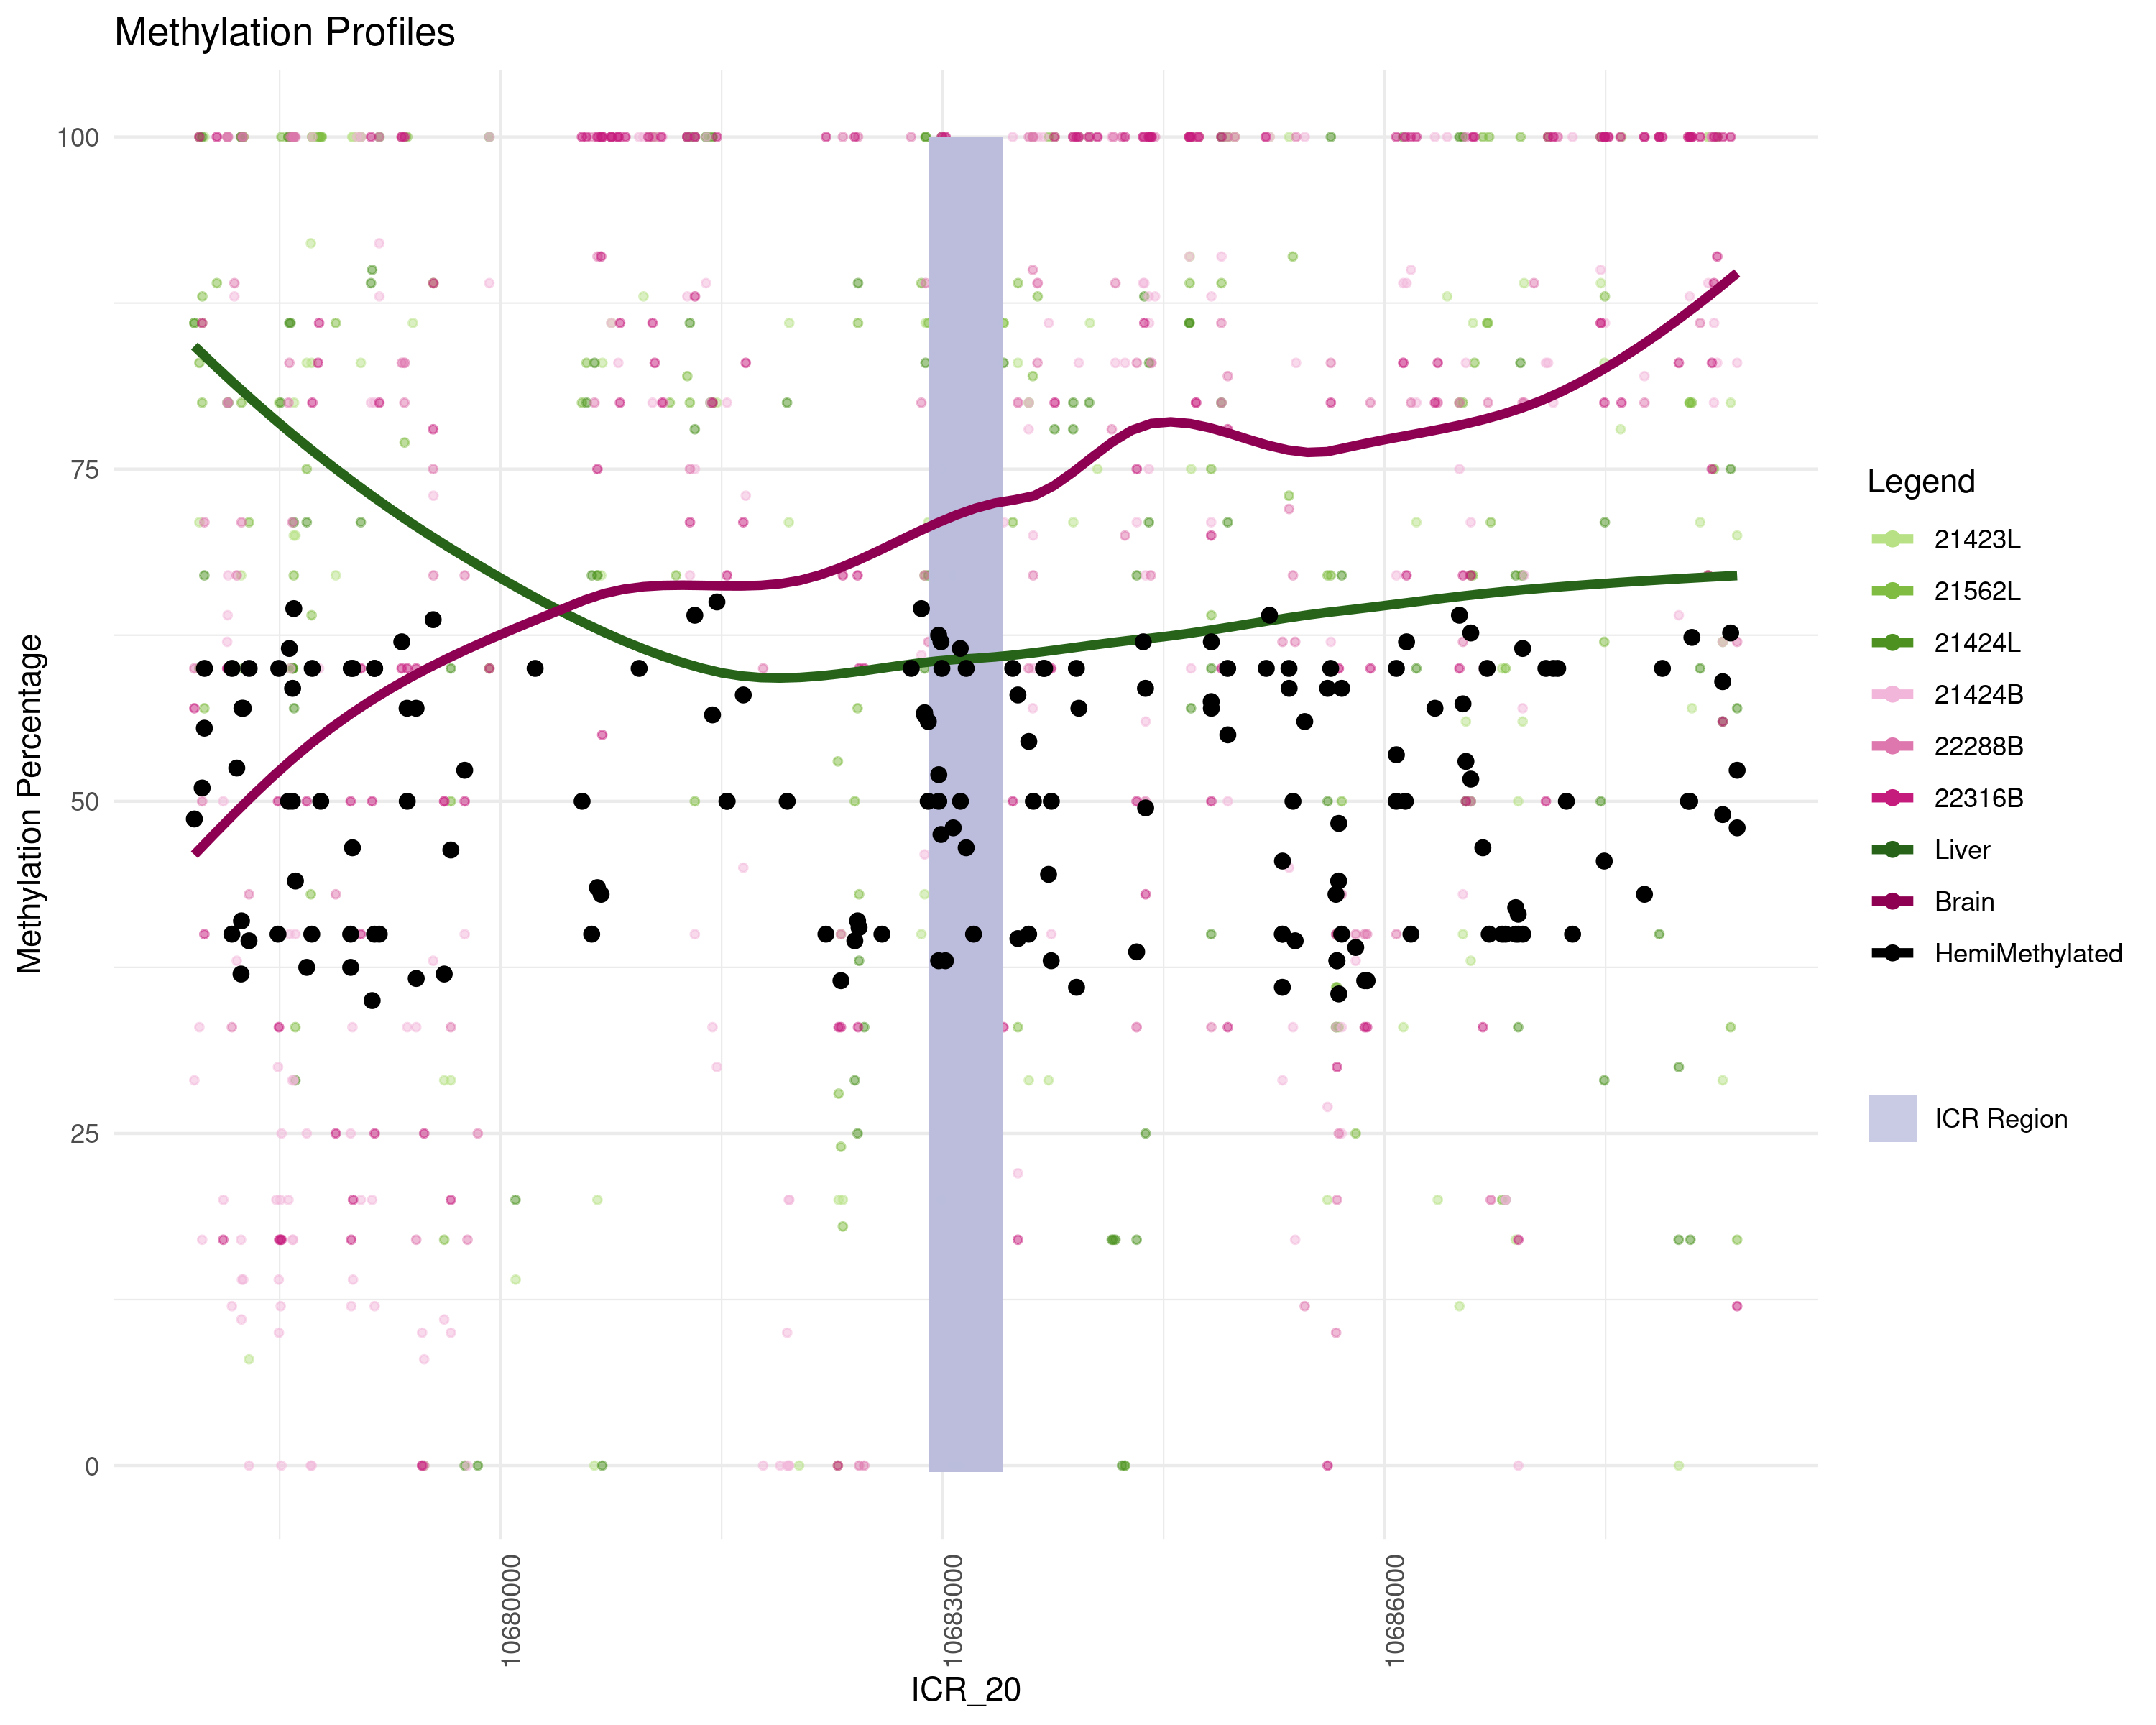 Methylation Profiles
100
75
50
25
0
Methylation Percentage
10680000
10683000
10686000
ICR_20
Legend
21423L
21562L
21424L
21424B
22288B
22316B
Liver
Brain
HemiMethylated
ICR Region